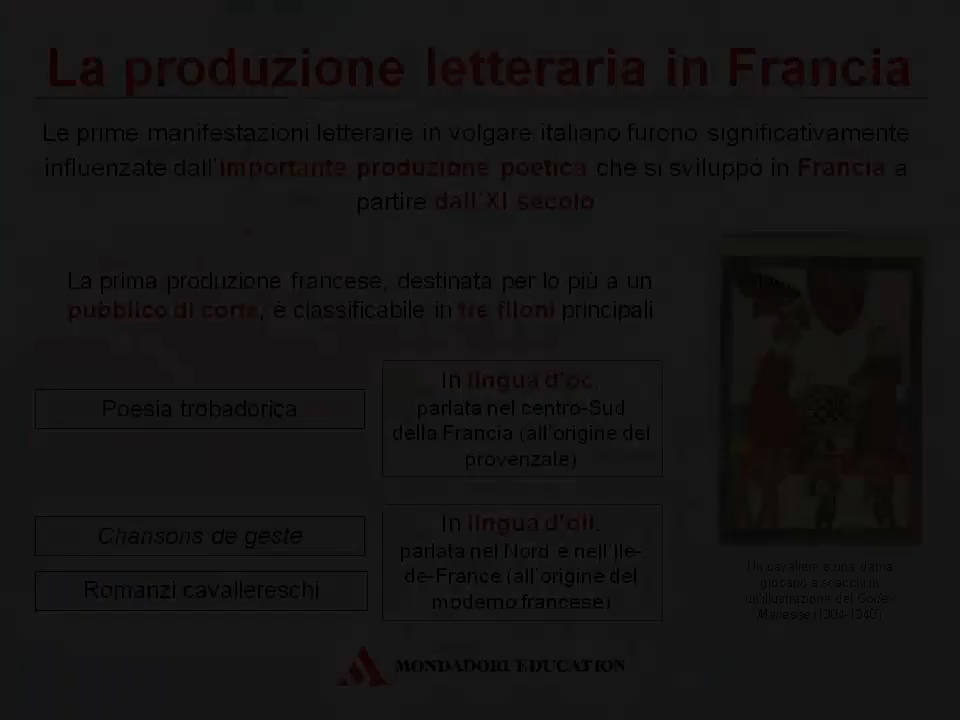 La produzione letteraria in Francia
Le prime manifestazioni letterarie in volgare italiano furono significativamente
influenzate dall'importante produzione poetica che si sviluppò in Francia a
partire dall'XI secolo
La prima produzione francese, destinata per lo più a un
pubblico di corte, è classificabile in tre filoni principali
Poesia trobadorica
In lingua d'oc,
parlata nel centro-Sud
della Francia (all'origine del
provenzale)
Chansons de geste
Romanzi cavallereschi
In lingua d'oil,
parlata nel Nord e nell'Ile-
de-France (all'origine del
moderno francese)
Un cavaliere e una dama
giocano a scacchi in
un'illustrazione del Codex
Manesse (1304-1340)
MONDADORI EDUCATION